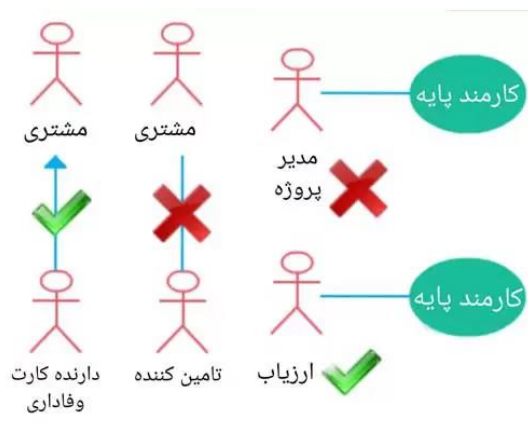 کارمند پایه
مشتری
مشتری
مدیر
پروژه
کارمند پایه
ارزیاب
تامین کننده
دارنده کارت
وفاداری